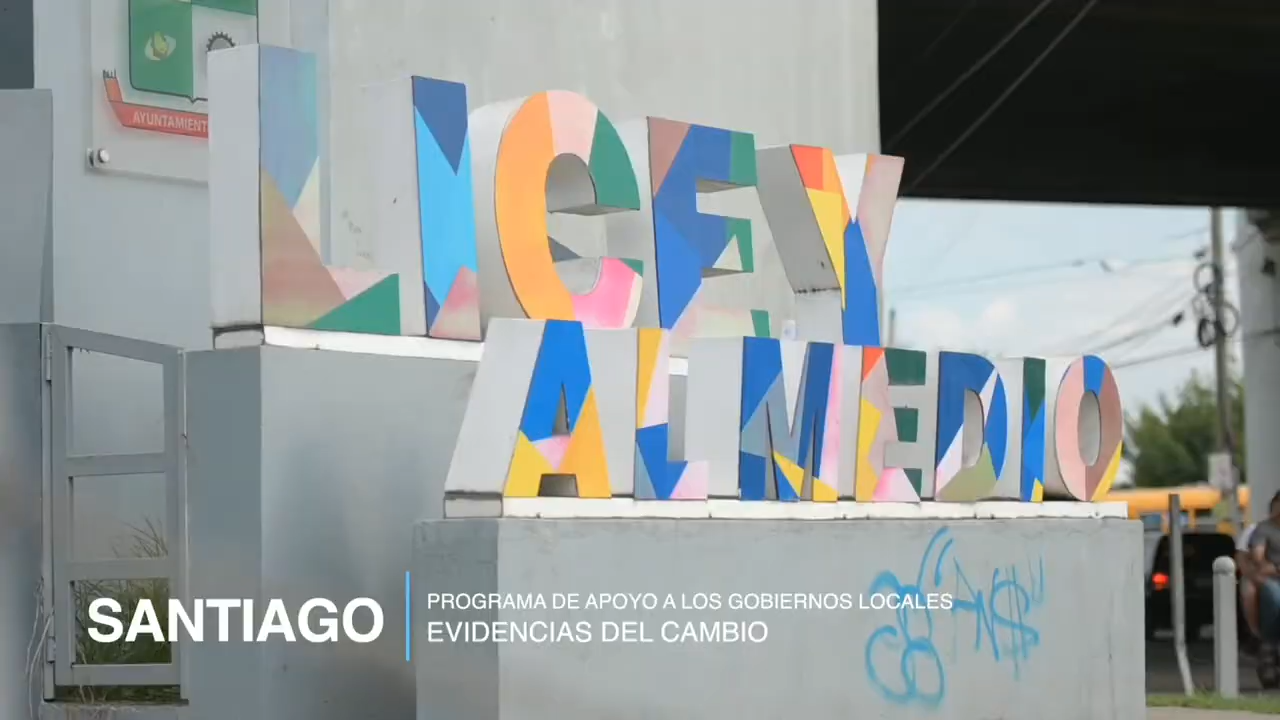 AYUNTAMIENT
LICEY
AL MEDIO
SANTIAGO
PROGRAMA DE APOYO A LOS GOBIERNOS LOCALES
EVIDENCIAS DEL CAMBIO